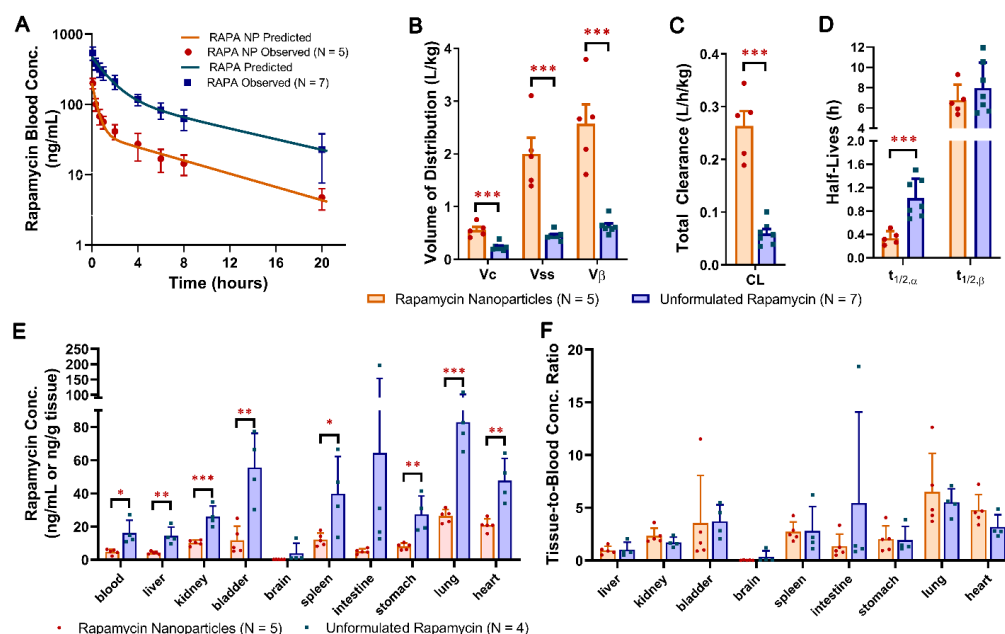 A
Rapamycin Blood Conc.
(ng/mL)
1000
100
10
1
RAPA NP Predicted
RAPA NP Observed (N = 5)
RAPA Predicted
RAPA Observed (N = 7)
0 4 8 12 16 20
Time (hours)
B
Volume of Distribution (L/kg)
5
4
3
2
1
0
***
***
***
Vc Vss Vβ
C
Total Clearance (L/h/kg)
0.4
0.3
0.2
0.1
0.0
***
CL
D
Half-Lives (h)
12
10
8
6
4
2
1.8
1.2
0.6
0.0
***
t1/2,α t1/2,β
Rapamycin Nanoparticles (N = 5) Unformulated Rapamycin (N = 7)
E
Rapamycin Conc.
(ng/mL or ng/g tissue)
250
200
150
100
80
60
40
20
0
* ** *** ** * ** *** **
blood liver kidney bladder brain spleen intestine stomach lung heart
Rapamycin Nanoparticles (N = 5) Unformulated Rapamycin (N = 4)
F
Tissue-to-Blood Conc. Ratio
20
15
10
5
0
liver kidney bladder brain spleen intestine stomach lung heart